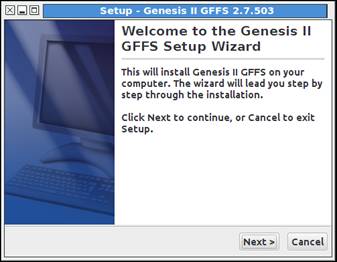 Setup - Genesis II GFFS 2.7.503
Welcome to the Genesis II
GFFS Setup Wizard
This will install Genesis II GFFS on your
computer. The wizard will lead you step by
step through the installation.
Click Next to continue, or Cancel to exit
Setup.
Next >
Cancel